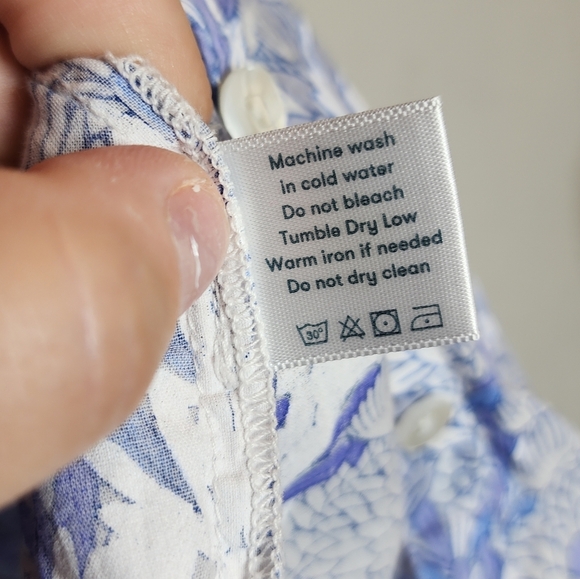 Machine wash
in cold water
Do not bleach
Tumble Dry Low
Warm iron if needed
Do not dry clean
30°